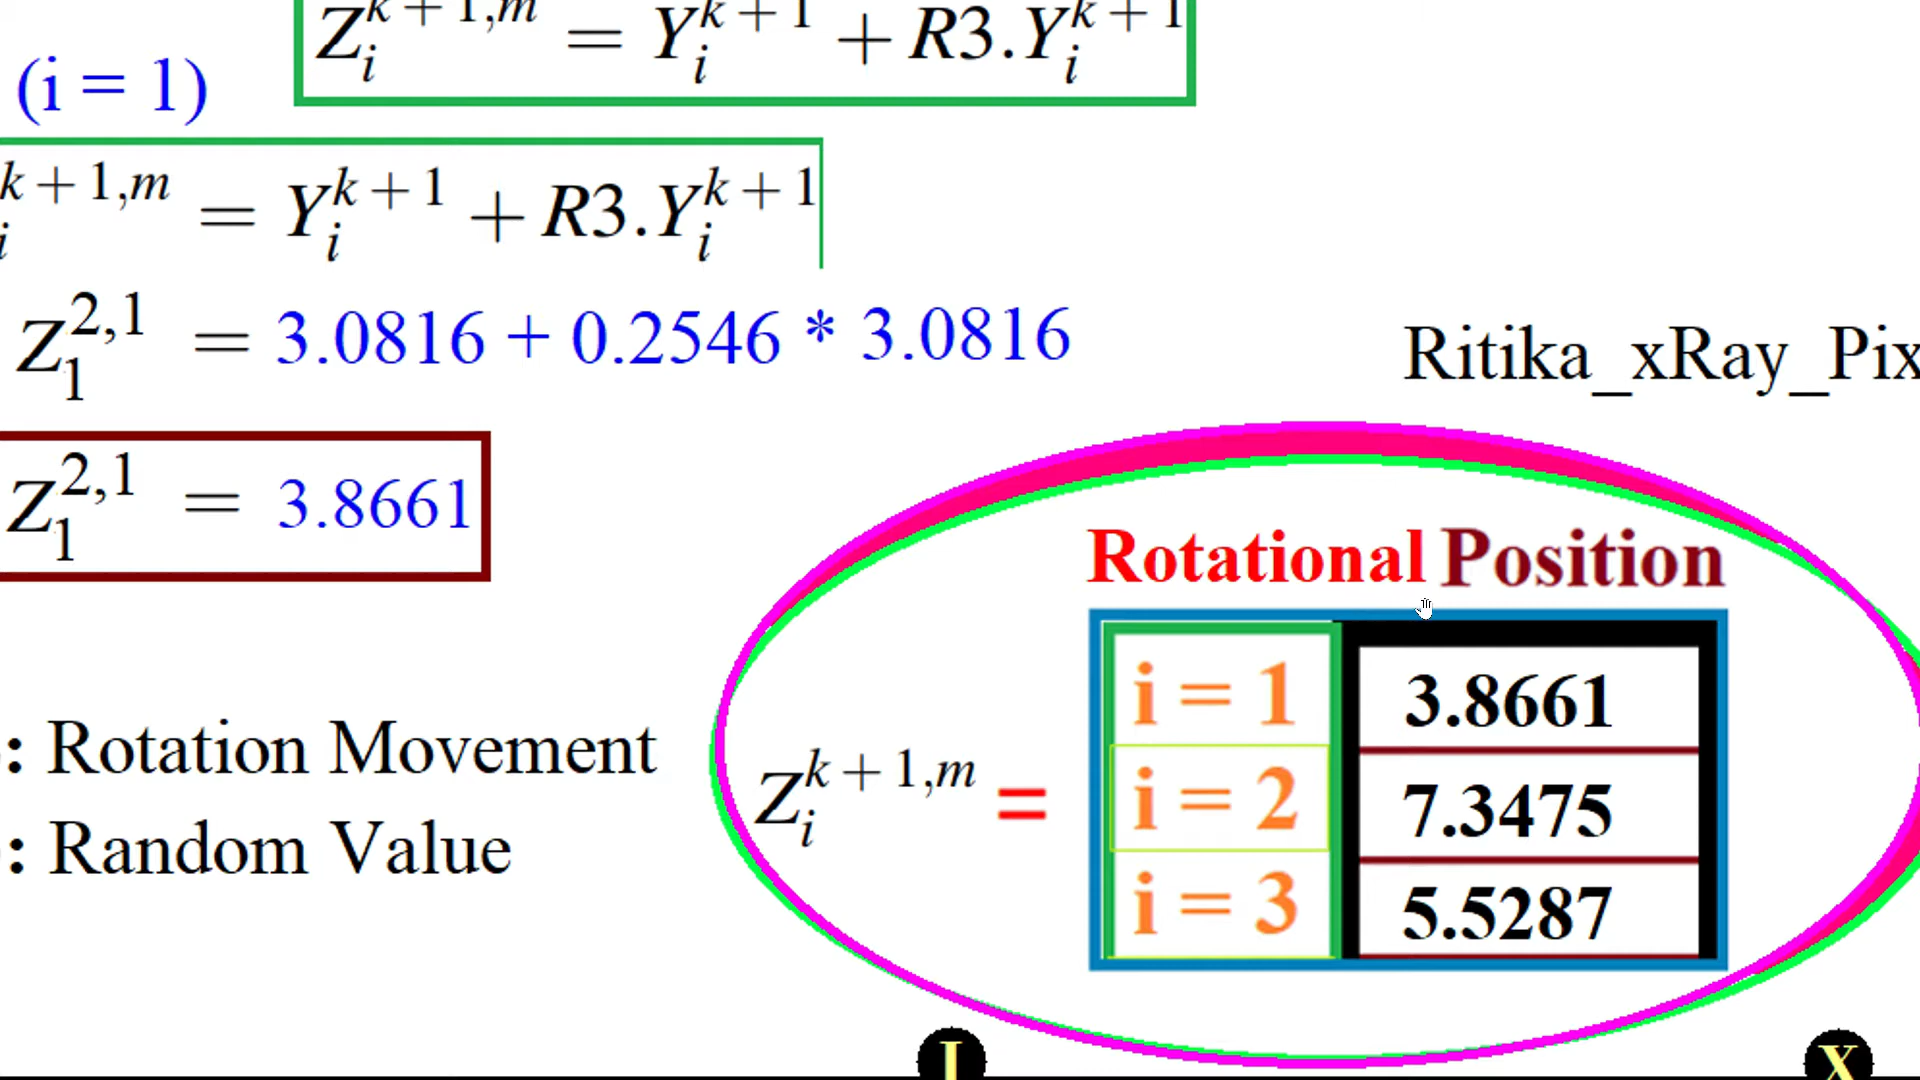 Z_i^{k+1,m} = Y_i^{k+1} + R3.Y_i^{k+1}
(i = 1)
_i^{k+1,m} = Y_i^{k+1} + R3.Y_i^{k+1}
Z_1^{2,1} = 3.0816 + 0.2546 * 3.0816
Ritika_xRay_Pix
Z_1^{2,1} = 3.8661
Rotational Position
i = 1 3.8661
: Rotation Movement
Z_i^{k+1,m} = i = 2 7.3475
: Random Value
i = 3 5.5287
I X